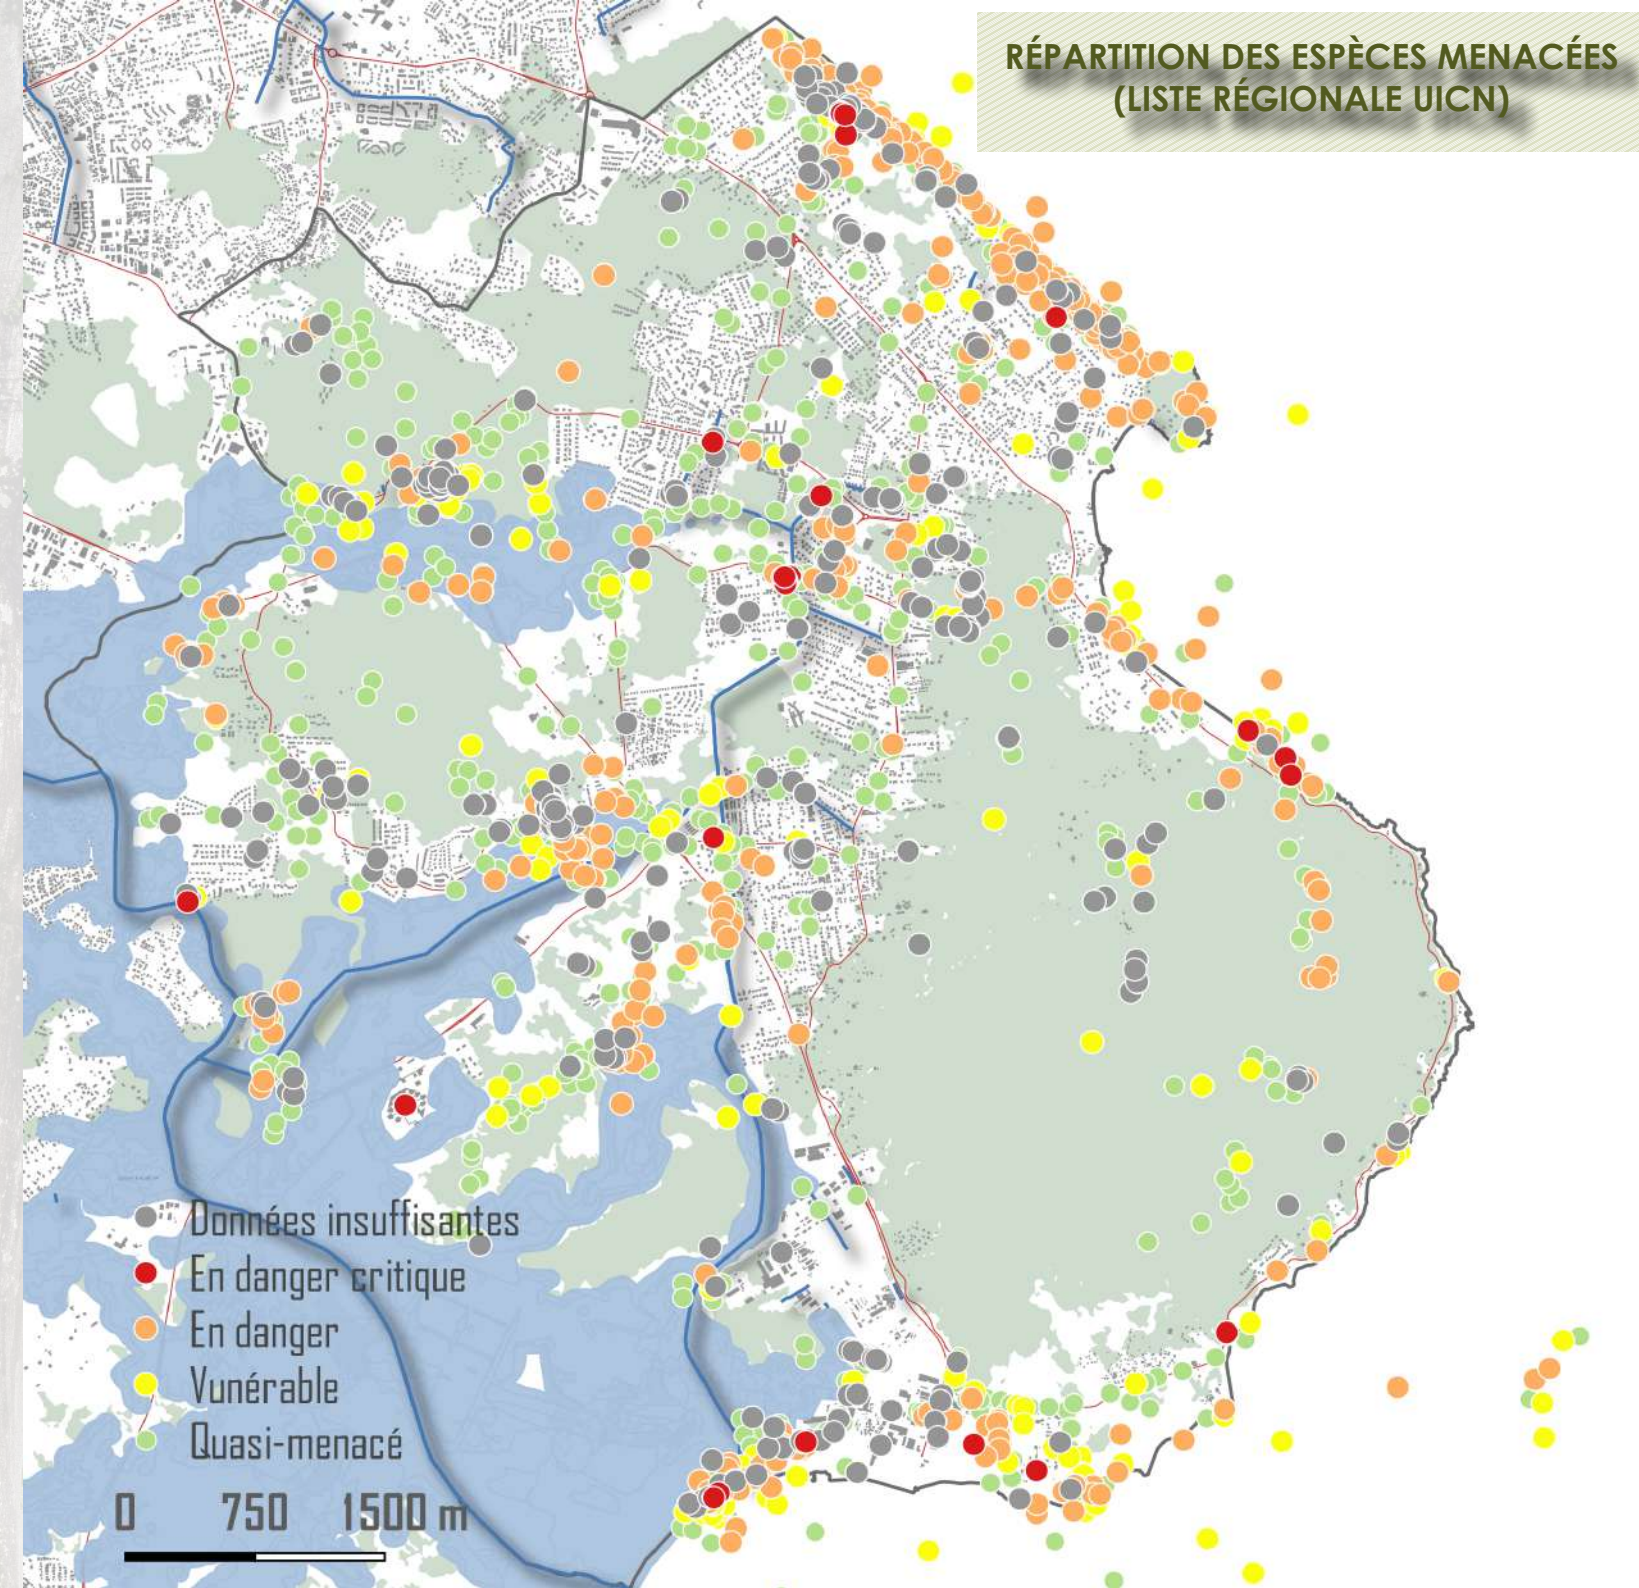 RÉPARTITION DES ESPÈCES MENACÉES
(LISTE RÉGIONALE UICN)
Données insuffisantes
En danger critique
En danger
Vunérable
Quasi-menacé
0 750 1500 m